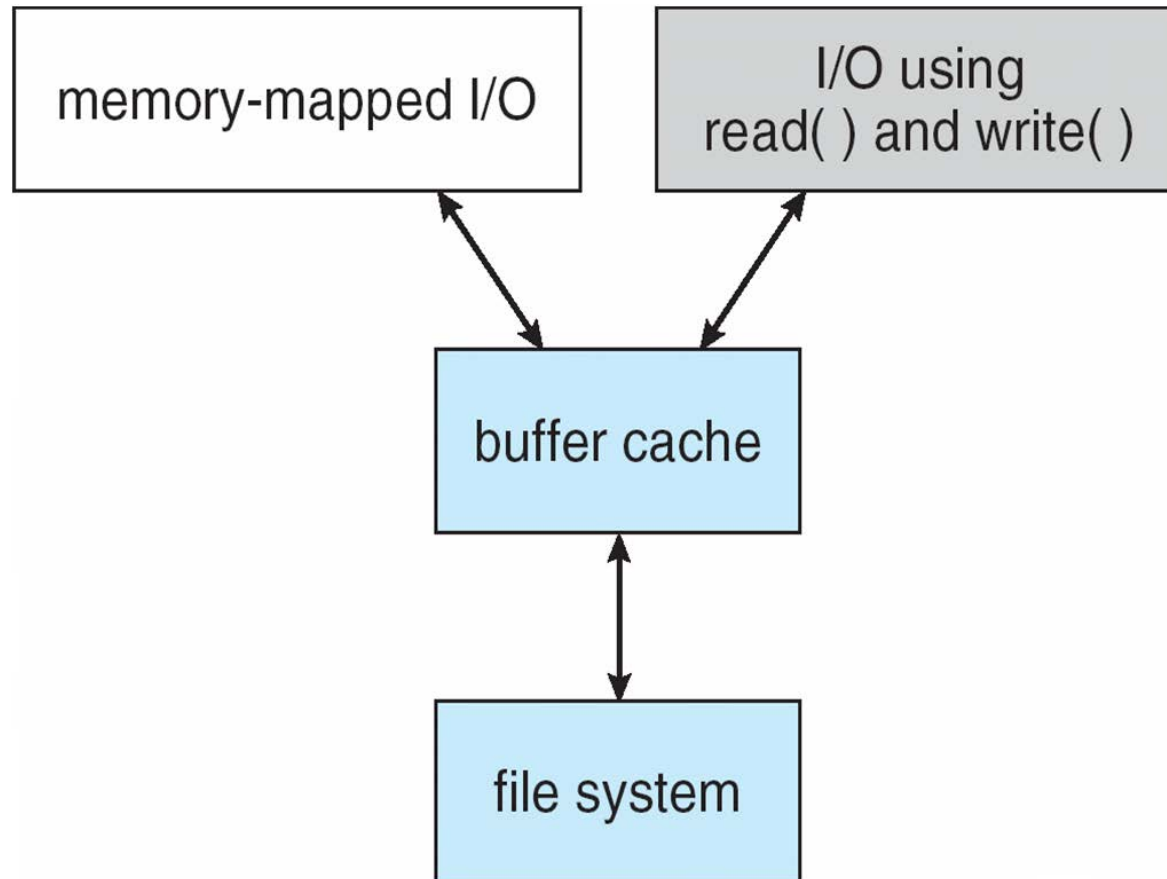 memory-mapped I/O
I/O using
read( ) and write( )
buffer cache
file system